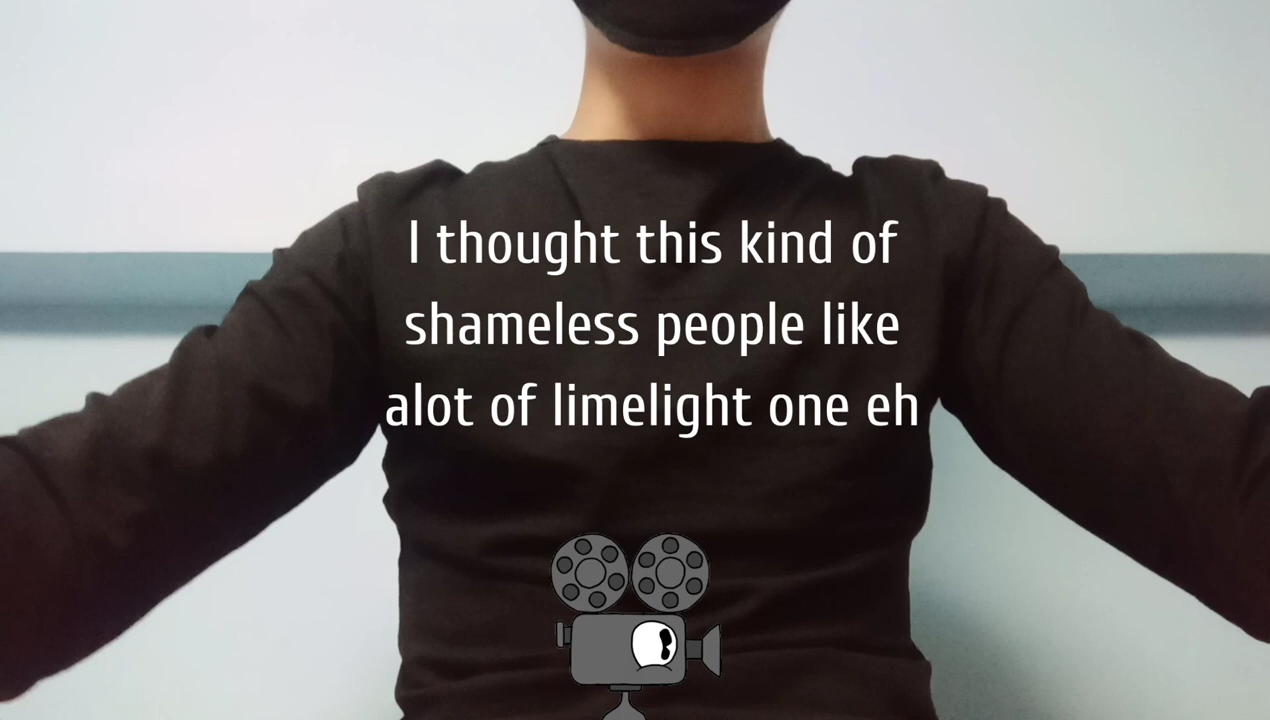 I thought this kind of
shameless people like
alot of limelight one eh